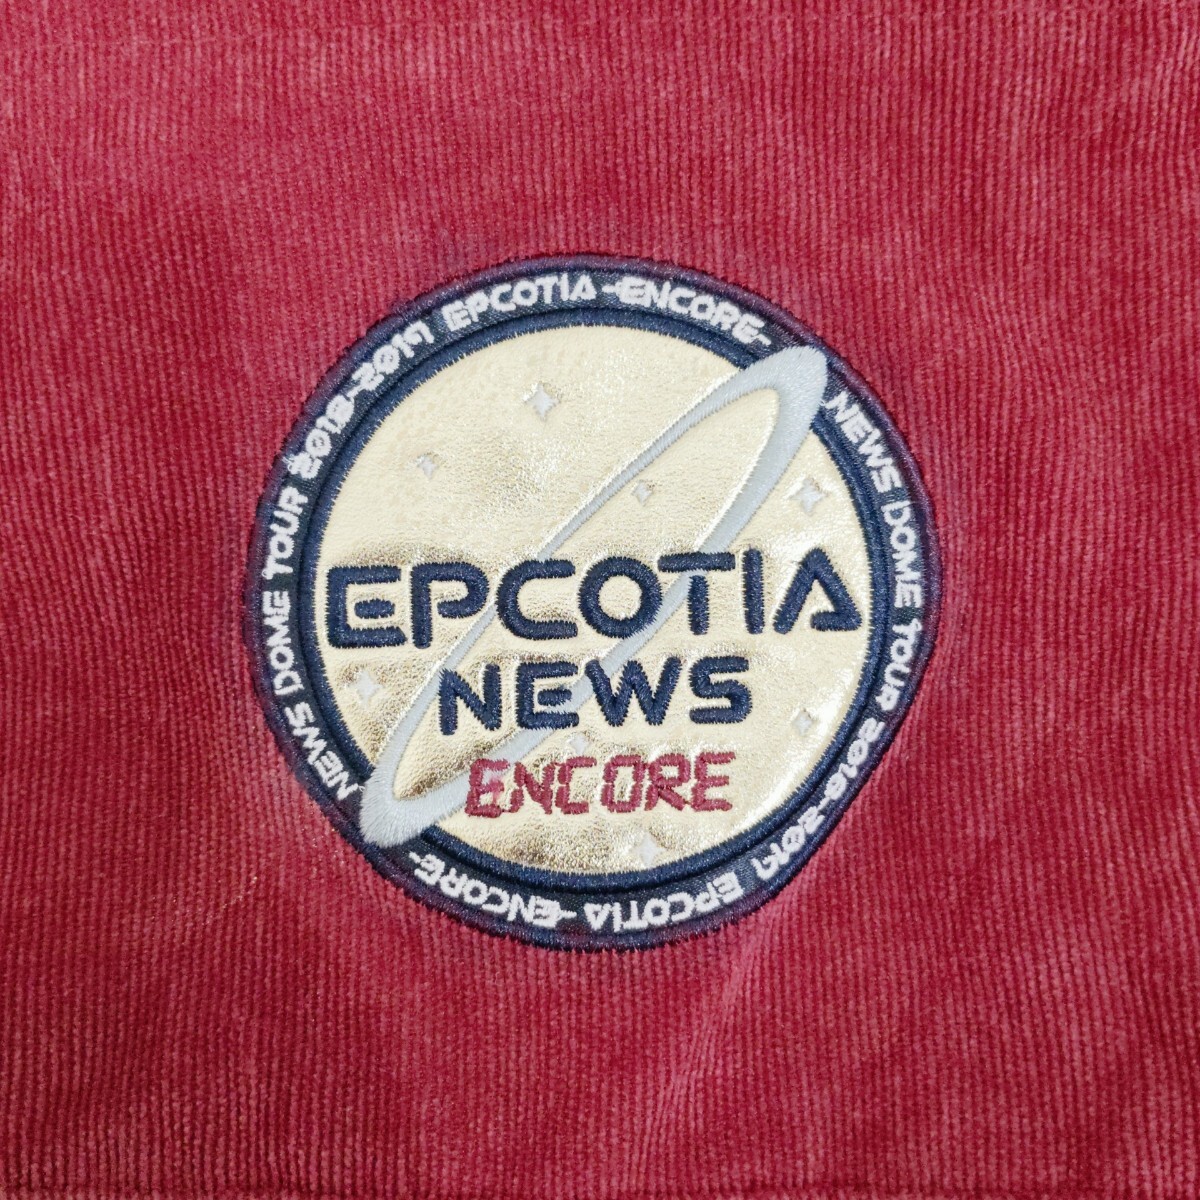 NEWS DOME TOUR 2018-2019 EPCOTIA -ENCORE-
NEWS DOME TOUR 2018-2019 EPCOTIA -ENCORE-
EPCOTIA
NEWS
ENCORE